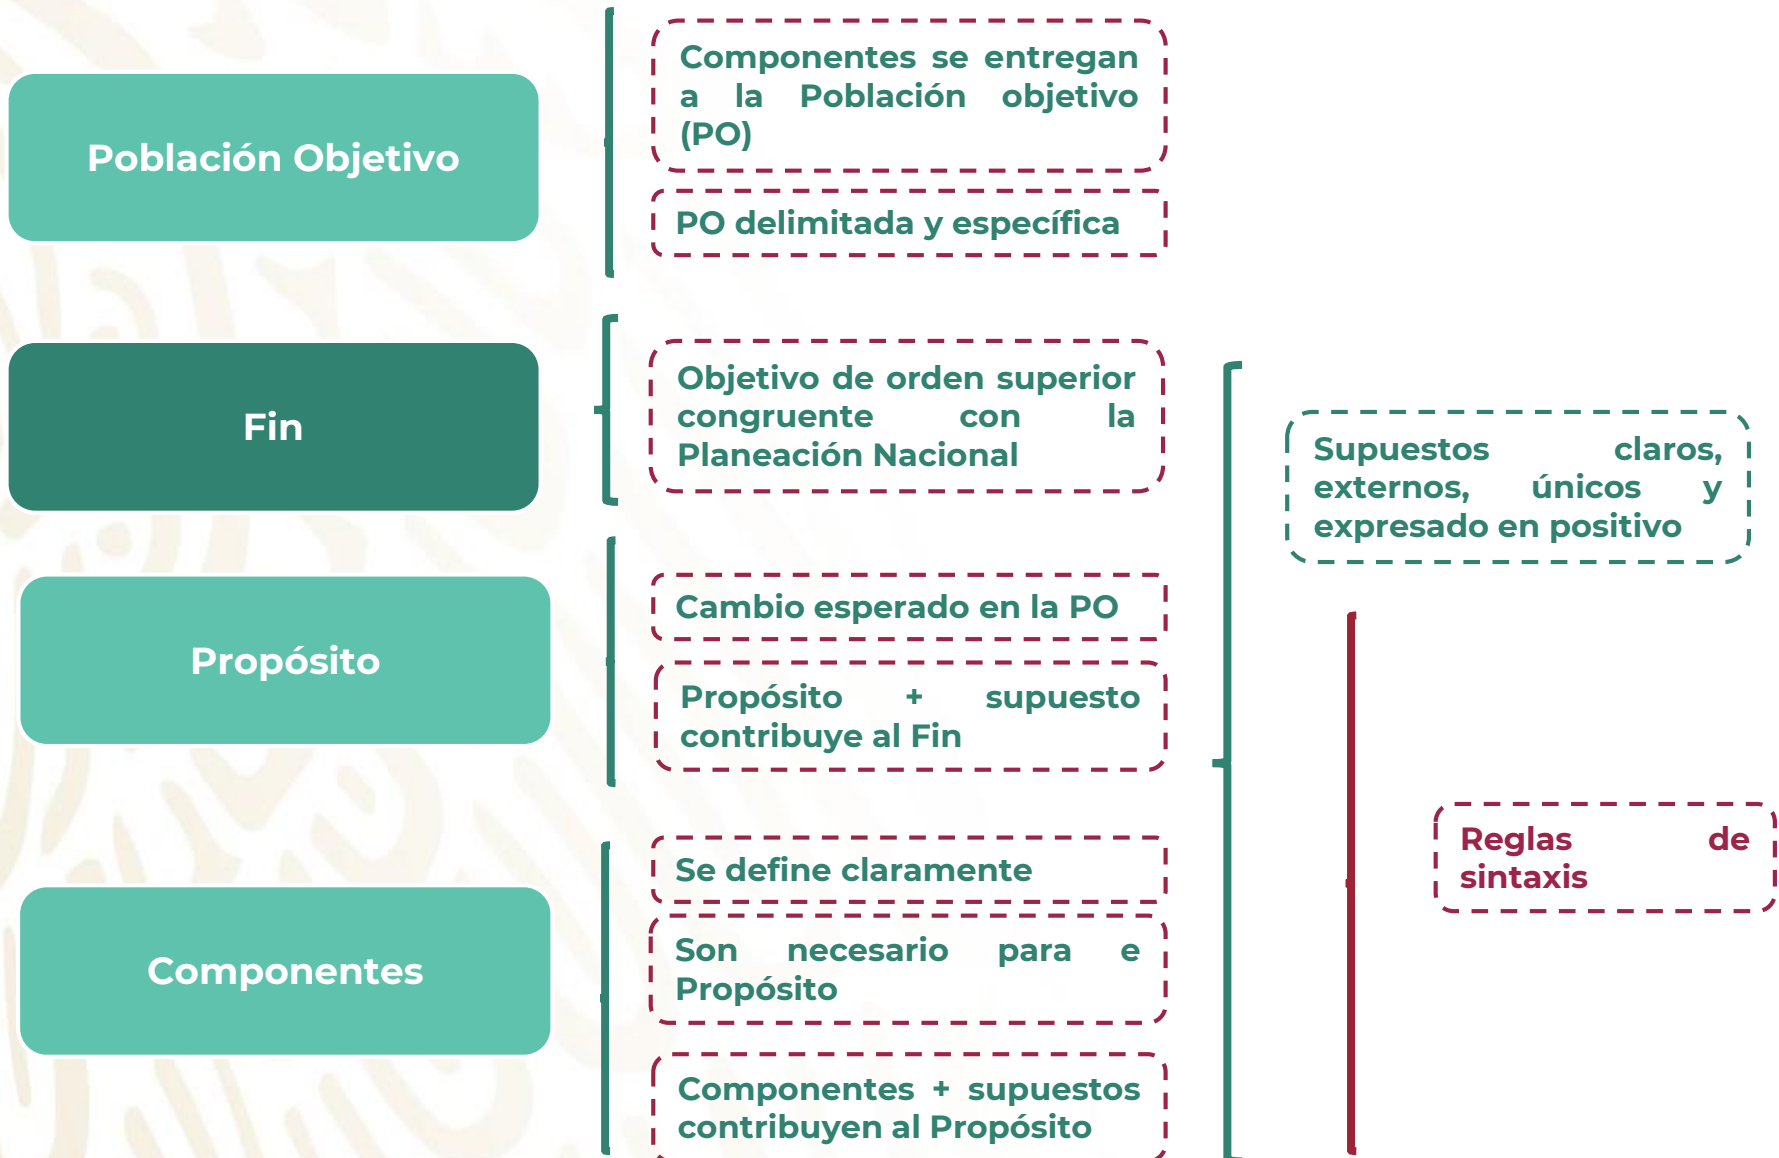 Población Objetivo
Componentes se entregan
a la Población objetivo
(PO)
PO delimitada y específica
Fin
Objetivo de orden superior
congruente con la
Planeación Nacional
Supuestos claros,
externos, únicos y
expresado en positivo
Propósito
Cambio esperado en la PO
Propósito + supuesto
contribuye al Fin
Componentes
Se define claramente
Son necesario para e
Propósito
Componentes + supuestos
contribuyen al Propósito
Reglas de
sintaxis